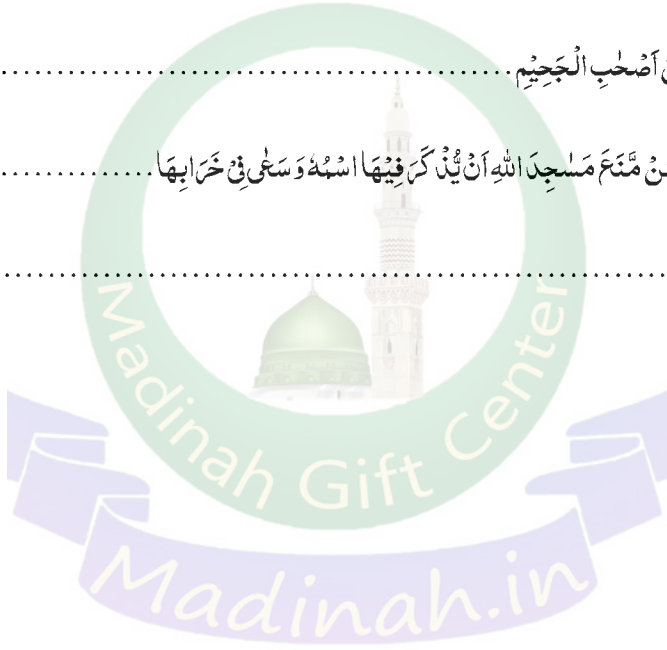 اَصْحٰبِ الْجَحِيْمِ........................................
مَّنَعَ مَسٰجِدَ اللّٰهِ اَنْ يُّذْكَرَ فِيْهَا اسْمُهٗ وَ سَعٰى فِيْ خَرَابِهَا..............
............................................................
Madinah Gift Center
Madinah.in